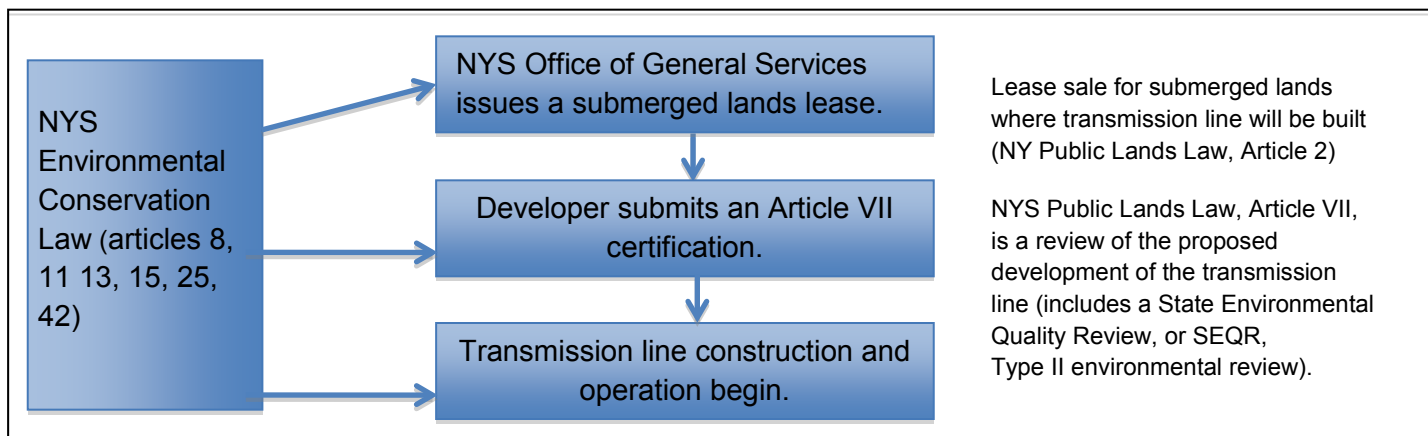 NYS
Environmental
Conservation
Law (articles 8,
11 13, 15, 25,
42)
NYS Office of General Services
issues a submerged lands lease.
Developer submits an Article VII
certification.
Transmission line construction and
operation begin.
Lease sale for submerged lands
where transmission line will be built
(NY Public Lands Law, Article 2)
NYS Public Lands Law, Article VII,
is a review of the proposed
development of the transmission
line (includes a State Environmental
Quality Review, or SEQR,
Type II environmental review).